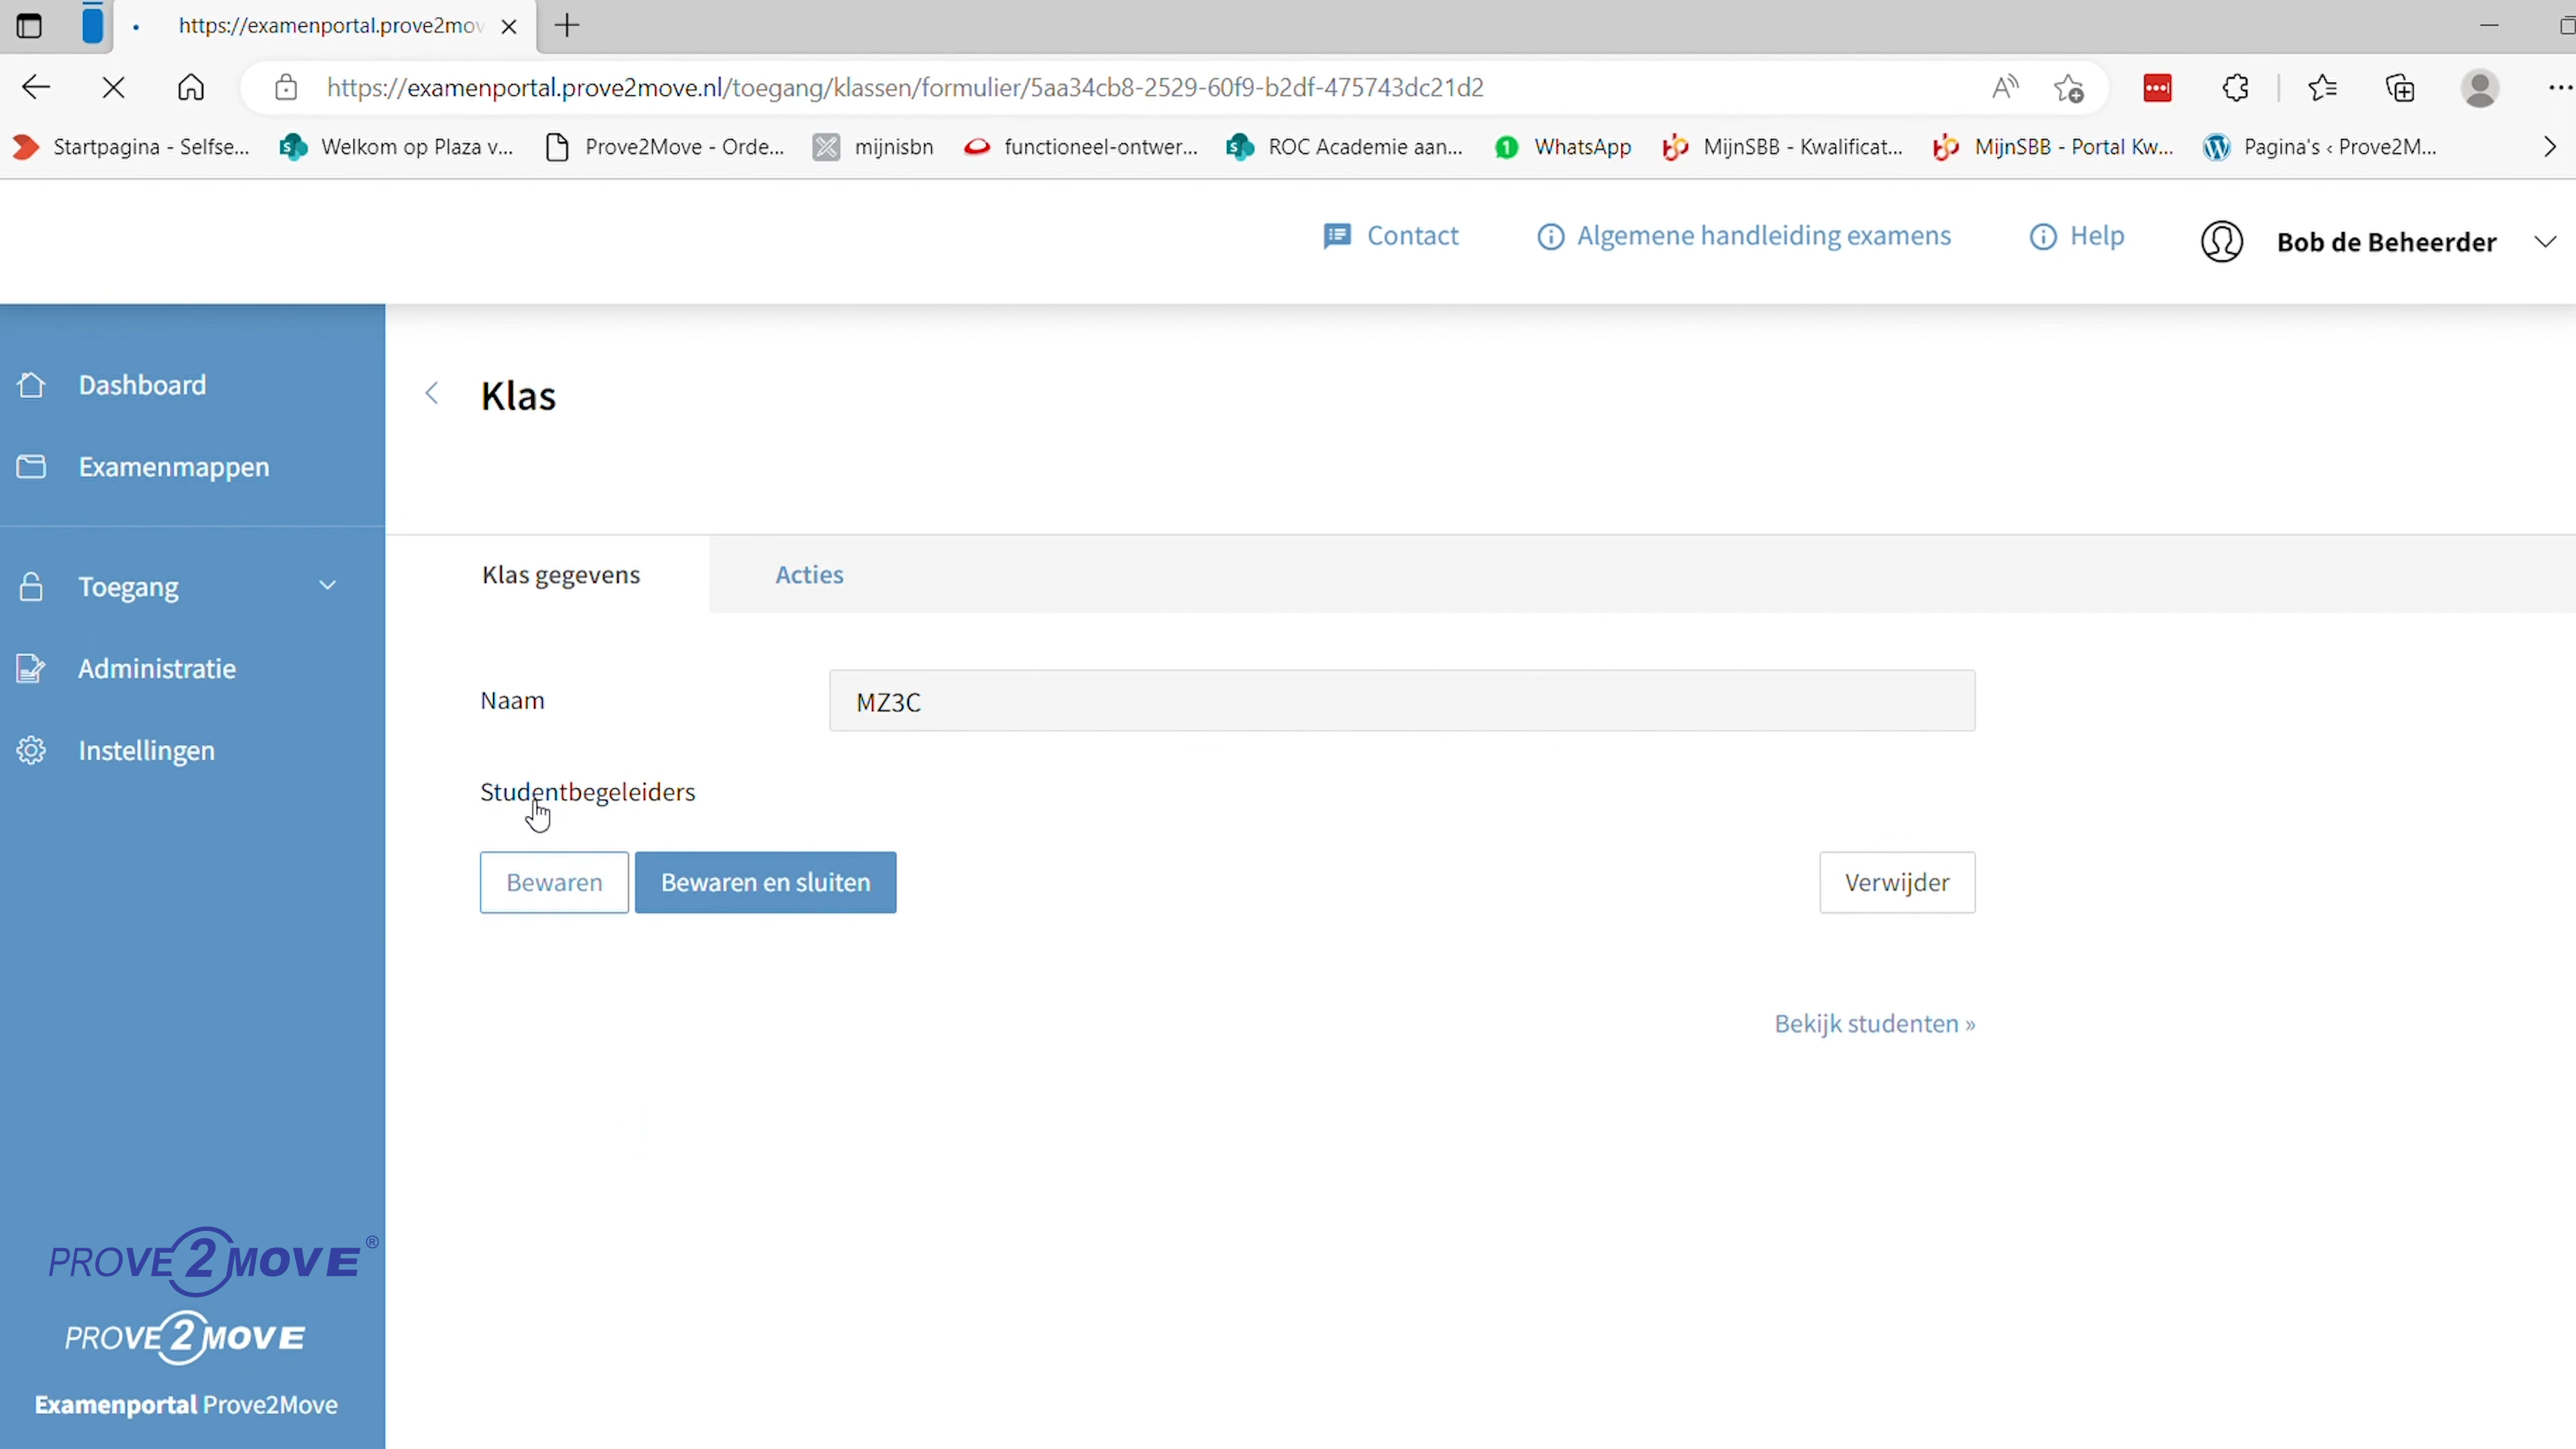 https://examenportal.prove2mov
https://examenportal.prove2move.nl/toegang/klassen/formulier/5aa34cb8-2529-60f9-b2df-475743dc21d2
Startpagina - Selfse... Welkom op Plaza v... Prove2Move - Orde... mijnisbn functioneel-ontwer... ROC Academie aan... WhatsApp MijnSBB - Kwalificat... MijnSBB - Portal Kw... Pagina's ‹ Prove2M...
Contact Algemene handleiding examens Help Bob de Beheerder
Dashboard
Examenmappen
Toegang
Administratie
Instellingen
Klas
Klas gegevens Acties
Naam MZ3C
Studentbegeleiders
Bewaren Bewaren en sluiten Verwijder
Bekijk studenten »
PROVE2MOVE®
PROVE2MOVE
Examenportal Prove2Move